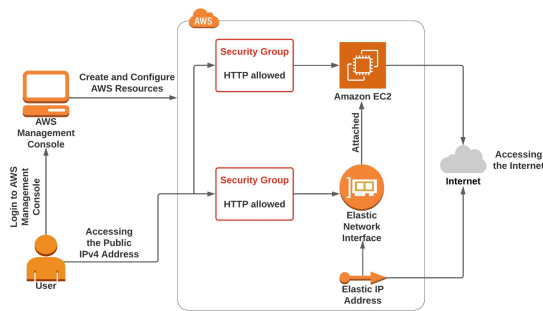 AWS
Security Group
HTTP allowed
Amazon EC2
Create and Configure
AWS Resources
AWS
Management
Console
Attached
Accessing
the Internet
Internet
Security Group
HTTP allowed
Elastic
Network
Interface
Login to AWS
Management
Console
Accessing
the Public
IPv4 Address
User
Elastic IP
Address